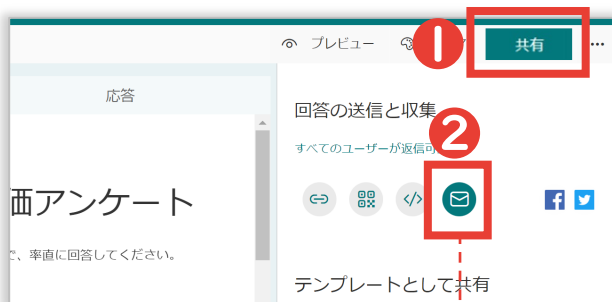 1
プレビュー
共有
応答
回答の送信と収集
2
すべてのユーザーが返信可
価アンケート
で、率直に回答してください。
テンプレートとして共有